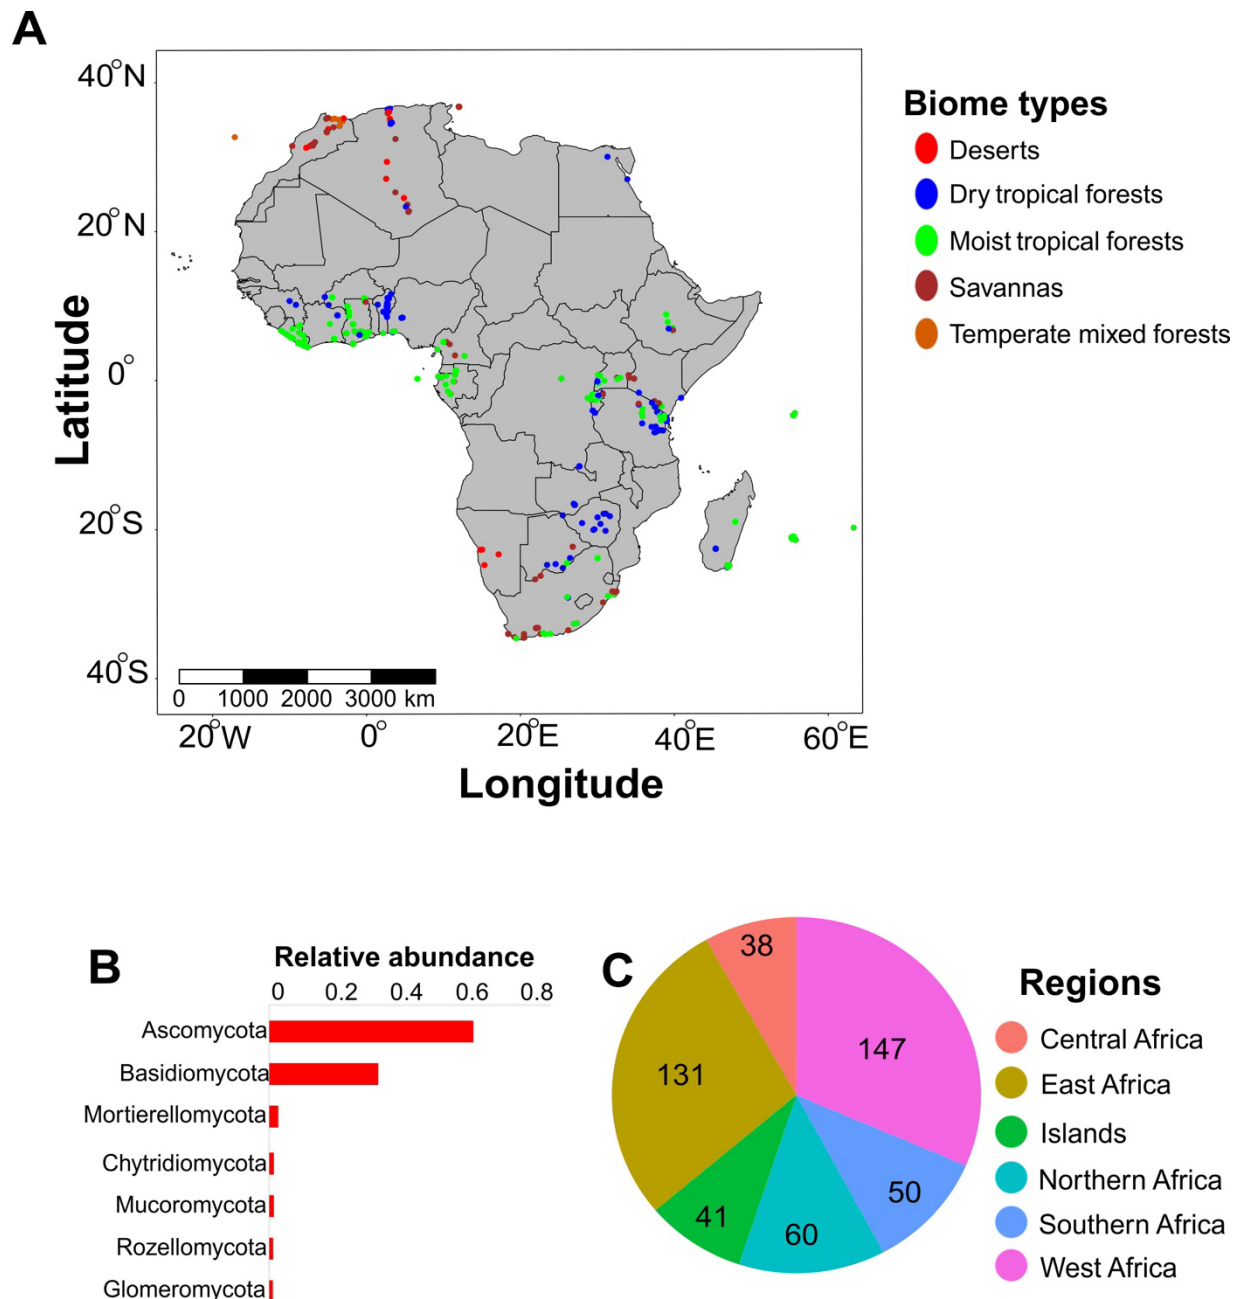 A
40°N
20°N
0°
20°S
40°S
Latitude
0 1000 2000 3000 km
20°W 0° 20°E 40°E 60°E
Longitude
Biome types
Deserts
Dry tropical forests
Moist tropical forests
Savannas
Temperate mixed forests
B
Relative abundance
0 0.2 0.4 0.6 0.8
Ascomycota
Basidiomycota
Mortierellomycota
Chytridiomycota
Mucoromycota
Rozellomycota
Glomeromycota
C
38
147
131
50
41
60
Regions
Central Africa
East Africa
Islands
Northern Africa
Southern Africa
West Africa